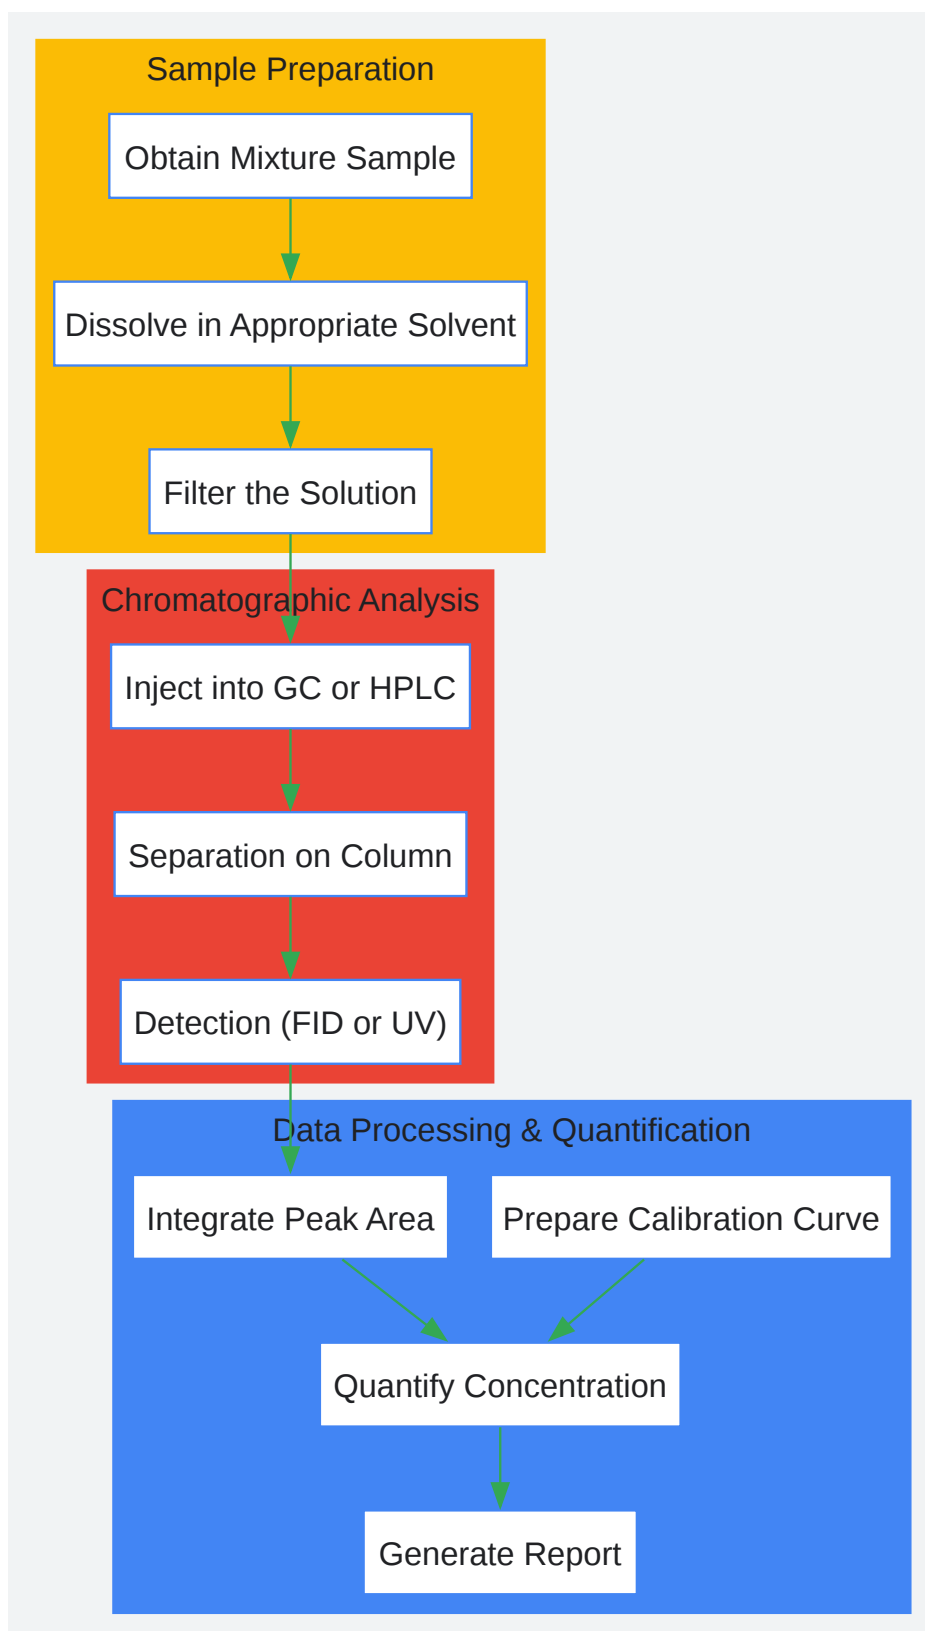 Sample Preparation
Obtain Mixture Sample
Dissolve in Appropriate Solvent
Filter the Solution
Chromatographic Analysis
Inject into GC or HPLC
Separation on Column
Detection (FID or UV)
Data Processing & Quantification
Integrate Peak Area
Prepare Calibration Curve
Quantify Concentration
Generate Report